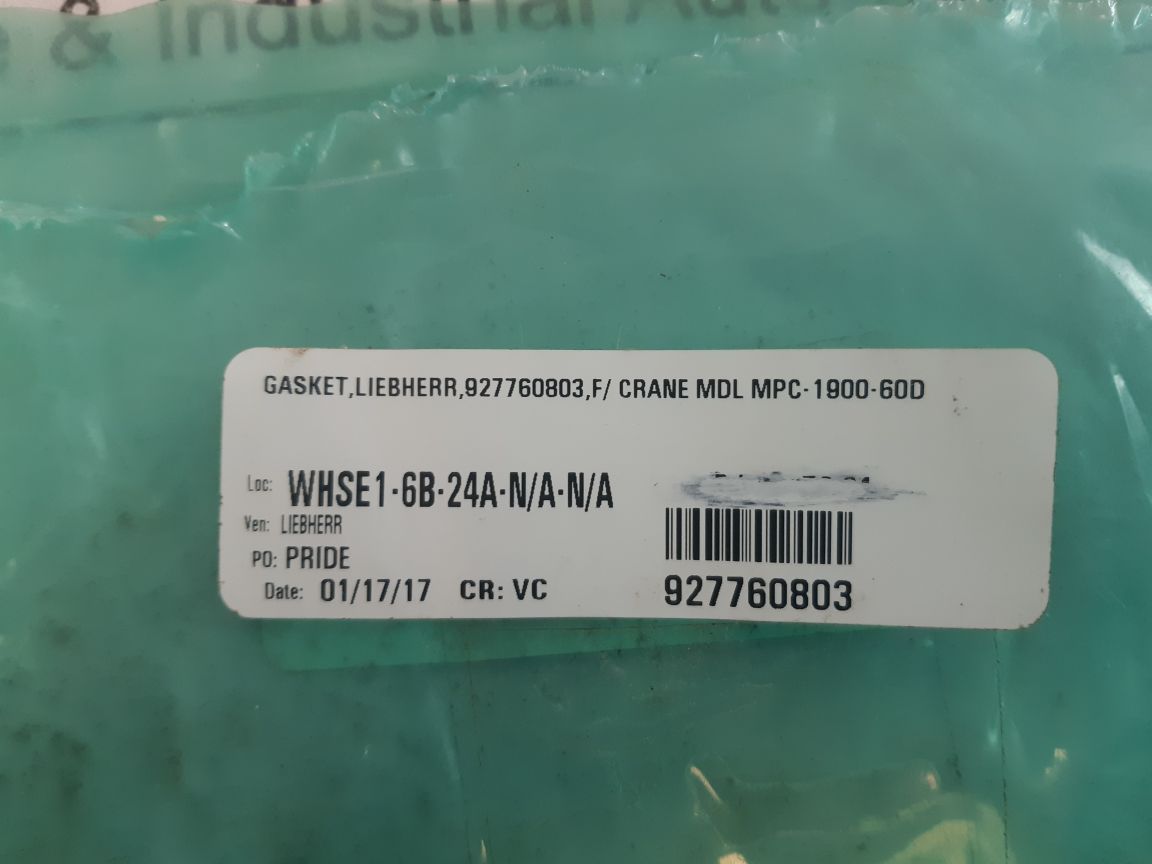 & Industrial Auto
GASKET,LIEBHERR,927760803,F/ CRANE MDL MPC-1900-60D
Loc: WHSE1-6B-24A-N/A-N/A
Ven: LIEBHERR
PO: PRIDE
Date: 01/17/17 CR: VC
927760803